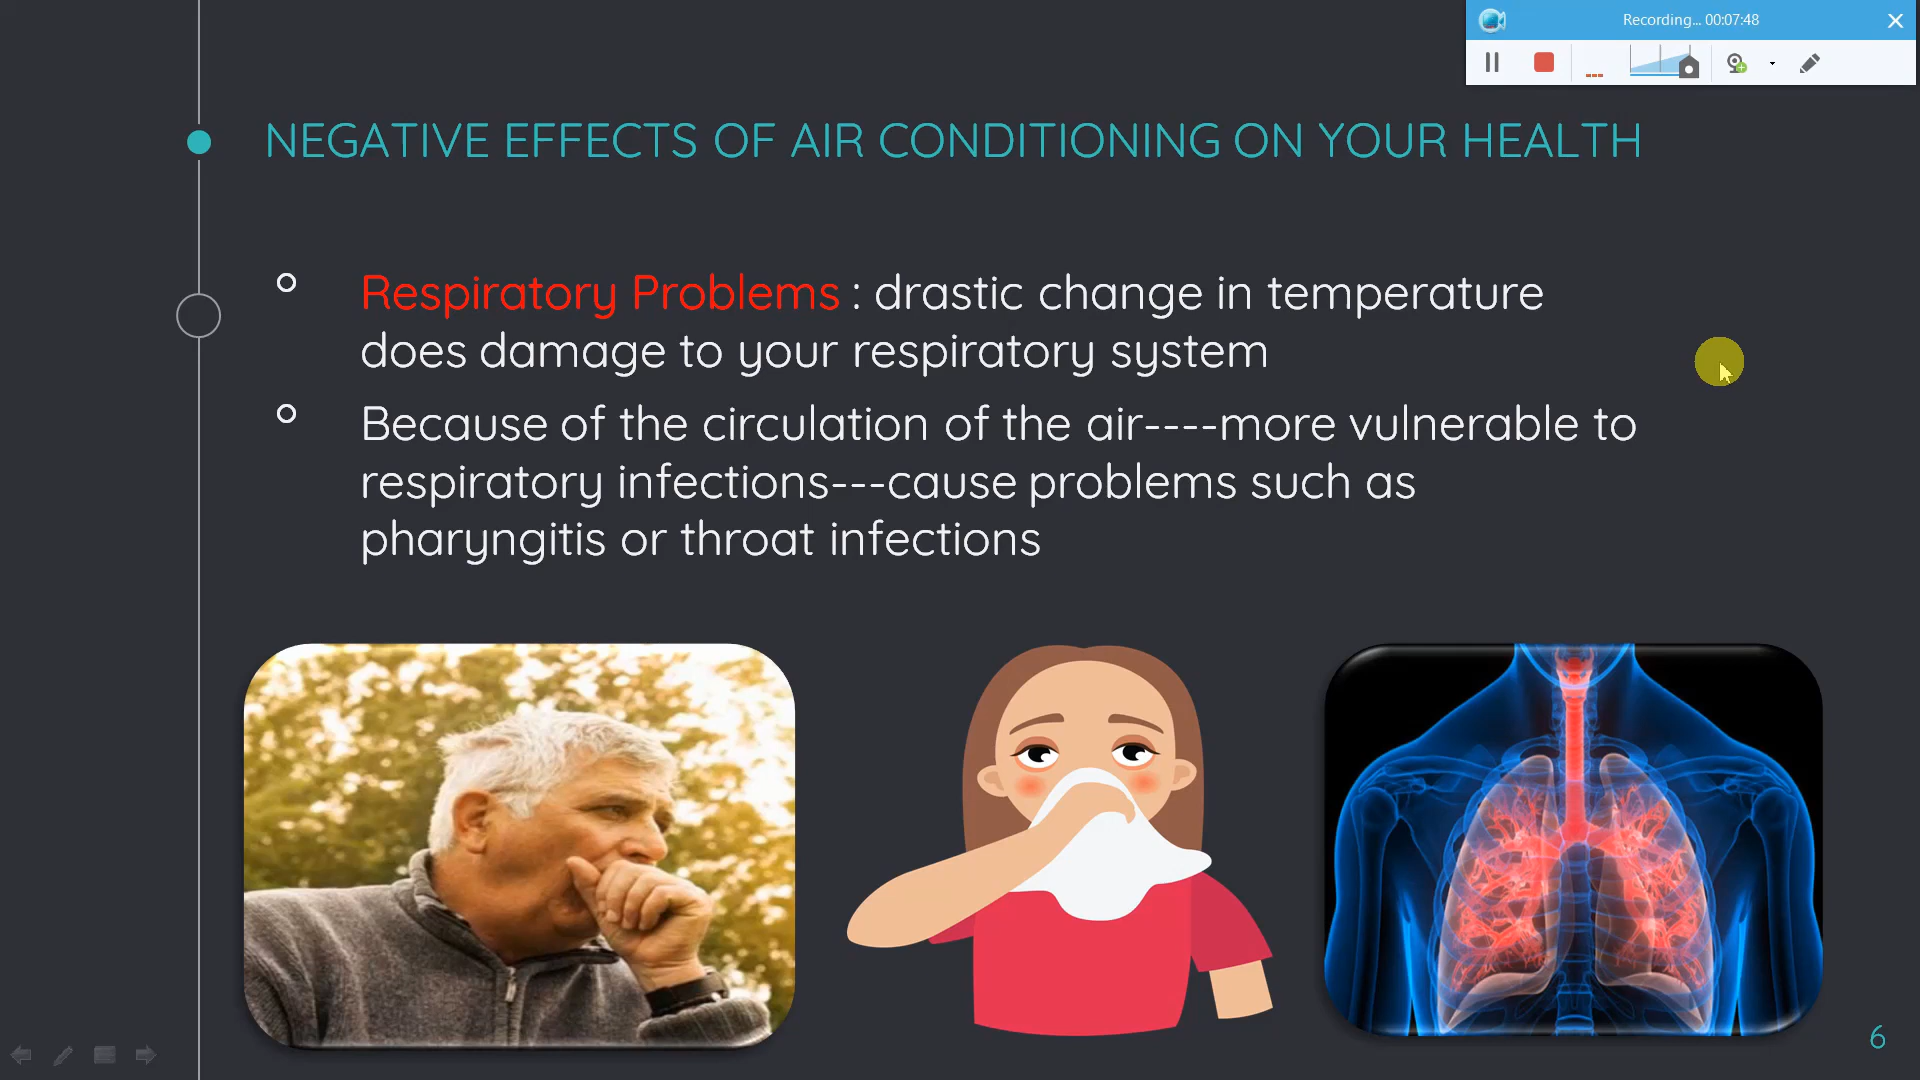 Recording... 00:07:48
NEGATIVE EFFECTS OF AIR CONDITIONING ON YOUR HEALTH
Respiratory Problems : drastic change in temperature
does damage to your respiratory system
Because of the circulation of the air----more vulnerable to
respiratory infections---cause problems such as
pharyngitis or throat infections
6